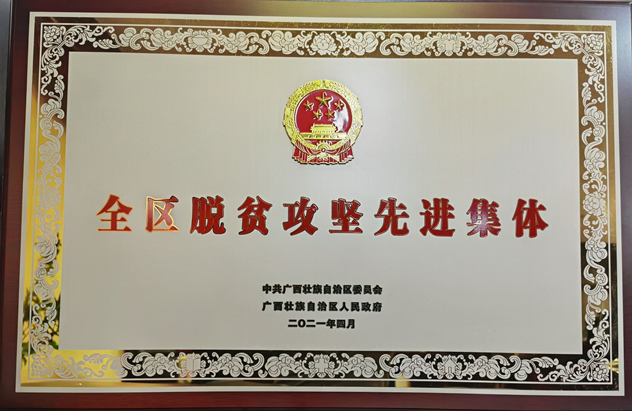 全区脱贫攻坚先进集体
中共广西壮族自治区委员会
广西壮族自治区人民政府
二〇二一年四月